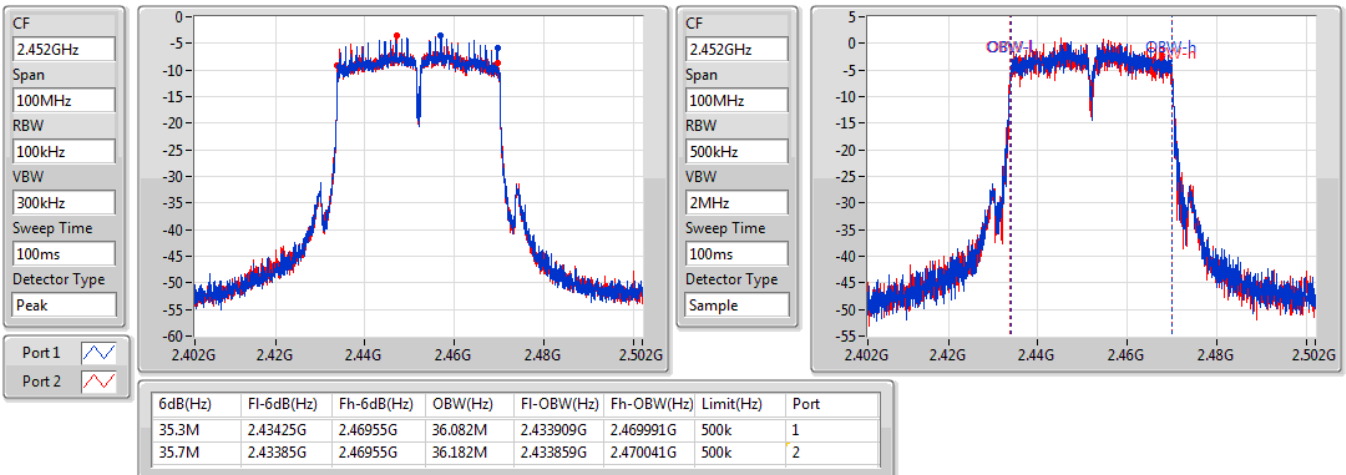 CF
2.452GHz
Span
100MHz
RBW
100kHz
VBW
300kHz
Sweep Time
100ms
Detector Type
Peak
Port 1
Port 2
0
-5
-10
-15
-20
-25
-30
-35
-40
-45
-50
-55
-60
2.402G 2.42G 2.44G 2.46G 2.48G 2.502G
CF
2.452GHz
Span
100MHz
RBW
500kHz
VBW
2MHz
Sweep Time
100ms
Detector Type
Sample
5
0
-5
-10
-15
-20
-25
-30
-35
-40
-45
-50
-55
OBW-l OBW-h
2.402G 2.42G 2.44G 2.46G 2.48G 2.502G
6dB(Hz) Fl-6dB(Hz) Fh-6dB(Hz) OBW(Hz) Fl-OBW(Hz) Fh-OBW(Hz) Limit(Hz) Port
35.3M 2.43425G 2.46955G 36.082M 2.433909G 2.469991G 500k 1
35.7M 2.43385G 2.46955G 36.182M 2.433859G 2.470041G 500k 2